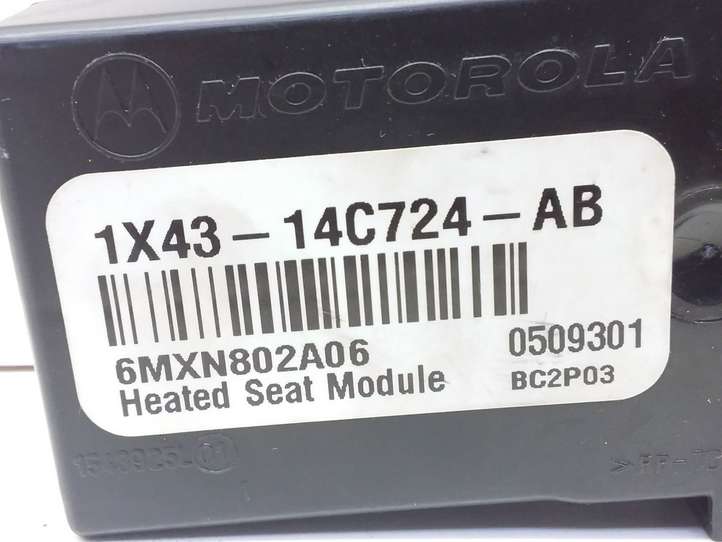 MOTOROLA
1X43-14C724-AB
6MXN802A06
0509301
Heated Seat Module
BC2P03